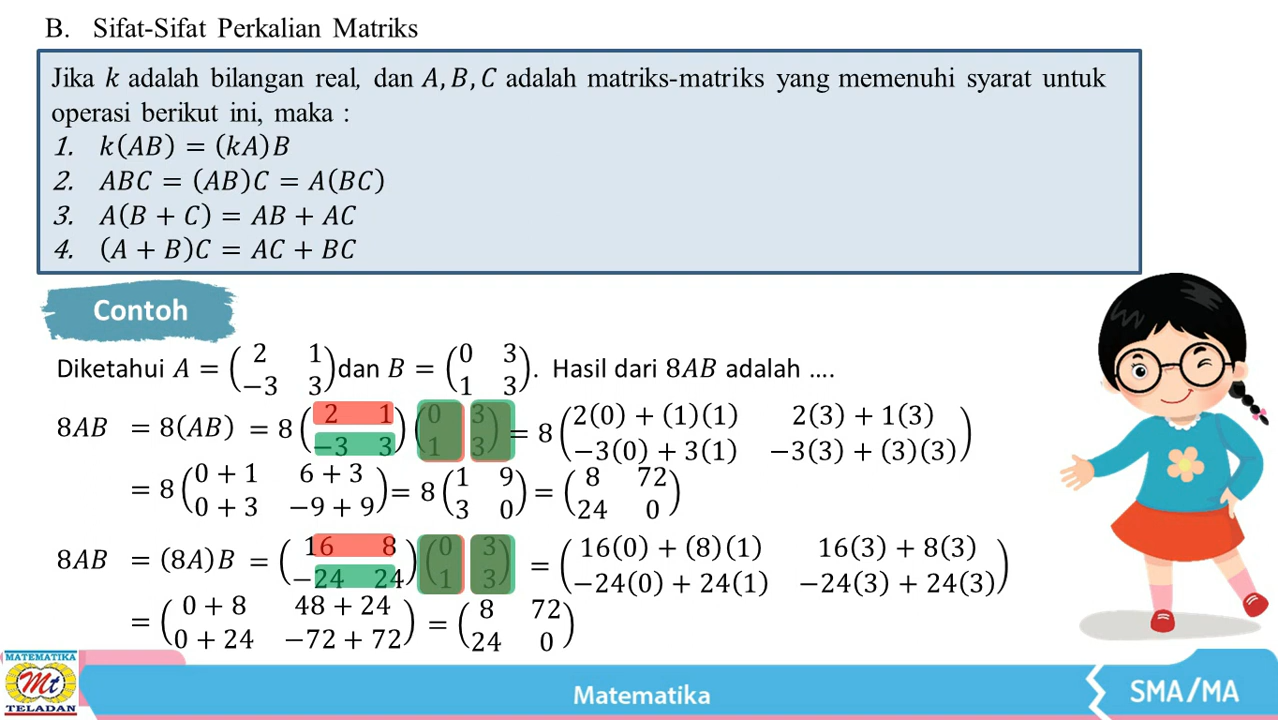 B. Sifat-Sifat Perkalian Matriks
Jika k adalah bilangan real, dan A, B, C adalah matriks-matriks yang memenuhi syarat untuk
operasi berikut ini, maka :
1. k(AB) = (kA)B
2. ABC = (AB)C = A(BC)
3. A(B + C) = AB + AC
4. (A + B)C = AC + BC
Contoh
Diketahui A = (2 1 −3 3) dan B = (0 3 1 3). Hasil dari 8AB adalah ....
8AB = 8(AB) = 8 (2 1 −3 3) (0 3 1 3) = 8 (2(0) + (1)(1) 2(3) + 1(3) −3(0) + 3(1) −3(3) + (3)(3))
= 8 (0 + 1 6 + 3 0 + 3 −9 + 9) = 8 (1 9 3 0) = (8 72 24 0)
8AB = (8A)B = (16 8 −24 24) (0 3 1 3) = (16(0) + (8)(1) 16(3) + 8(3) −24(0) + 24(1) −24(3) + 24(3))
= (0 + 8 48 + 24 0 + 24 −72 + 72) = (8 72 24 0)
MATEMATIKA
Mt
TELADAN
Matematika
SMA/MA